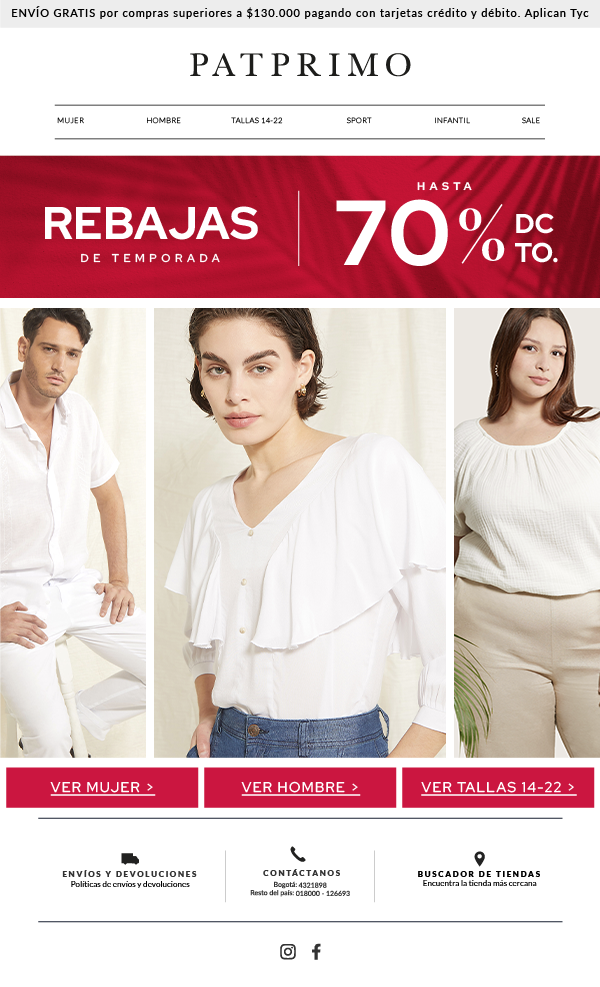 ENVÍO GRATIS por compras superiores a $130.000 pagando con tarjetas crédito y débito. Aplican Tyc
PATPRIMO
MUJER HOMBRE TALLAS 14-22 SPORT INFANTIL SALE
REBAJAS
DE TEMPORADA
HASTA
70% DC
TO.
VER MUJER >
VER HOMBRE >
VER TALLAS 14-22 >
ENVÍOS Y DEVOLUCIONES
Políticas de envíos y devoluciones
CONTÁCTANOS
Bogotá: 4321898
Resto del país: 018000 - 126693
BUSCADOR DE TIENDAS
Encuentra la tienda más cercana